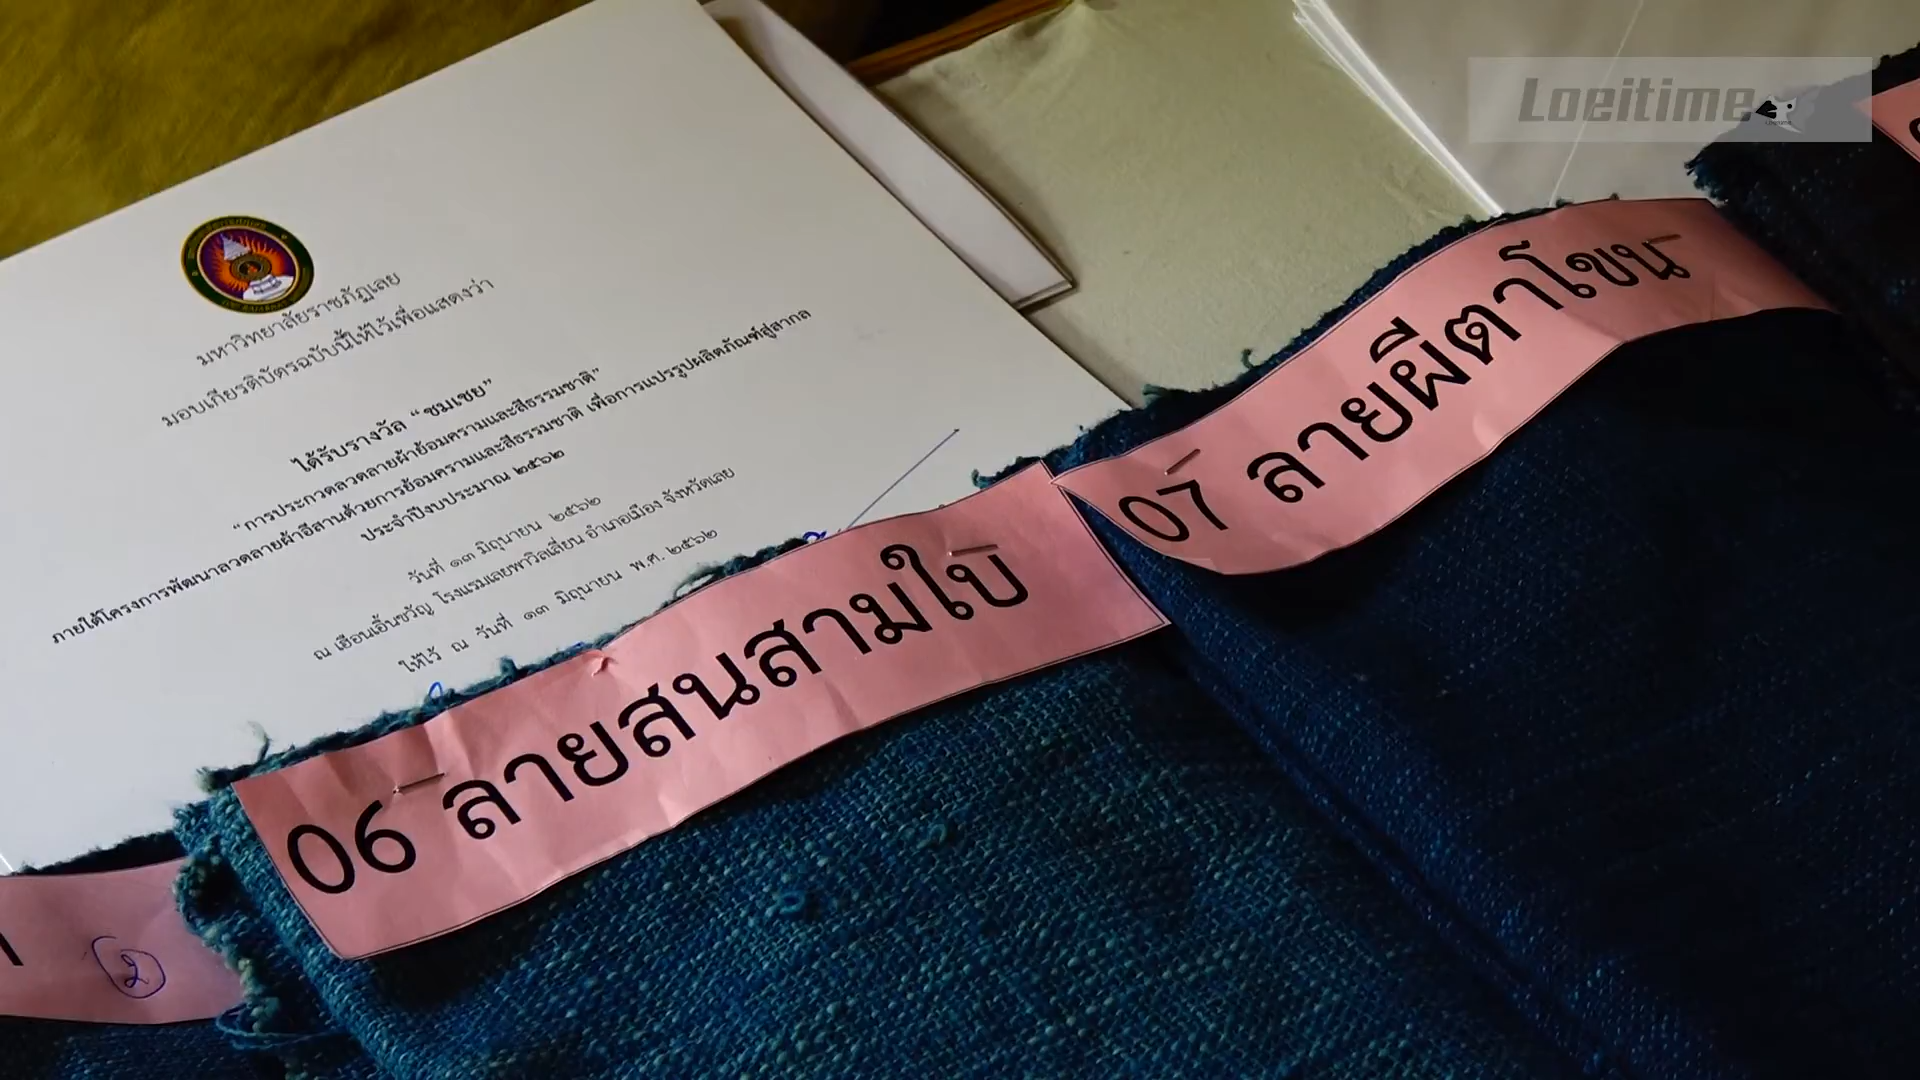 Loeitime
มหาวิทยาลัยราชภัฏเลย
มอบเกียรติบัตรฉบับนี้ให้ไว้เพื่อแสดงว่า
ได้รับรางวัล “ ชมเชย”
“ การประกวดลวดลายผ้าย้อมครามและสีธรรมชาติ”
ภายใต้โครงการพัฒนาลวดลายผ้าอีสานด้วยการย้อมครามและสีธรรมชาติ เพื่อการแปรรูปผลิตภัณฑ์สู่สากล
ประจำปีงบประมาณ ๒๕๖๒
วันที่ ๑๓ มิถุนายน ๒๕๖๒
ณ เฮือนเอิ้นขวัญ โรงแรมเลยพาวิลเลี่ยน อำเภอเมือง จังหวัดเลย
ให้ไว้ ณ วันที่ ๑๓ มิถุนายน พ.ศ. ๒๕๖๒
07 ลายผีตาโขน
06 ลายสนสามใบ
2